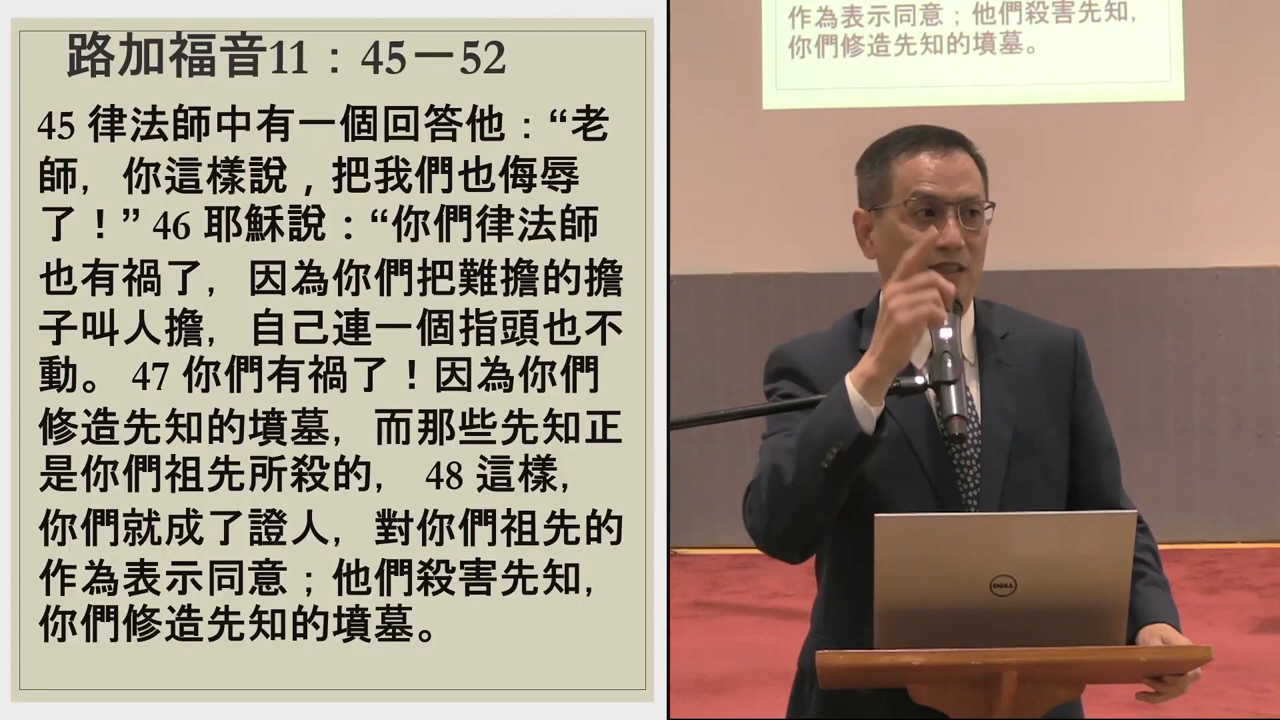 路加福音11：45－52
45 律法師中有一個回答他：“老
師，你這樣說，把我們也侮辱
了！” 46 耶穌說：“你們律法師
也有禍了，因為你們把難擔的擔
子叫人擔，自己連一個指頭也不
動。 47 你們有禍了！因為你們
修造先知的墳墓，而那些先知正
是你們祖先所殺的， 48 這樣，
你們就成了證人，對你們祖先的
作為表示同意；他們殺害先知，
你們修造先知的墳墓。
作為表示同意；他們殺害先知，
你們修造先知的墳墓。
DELL